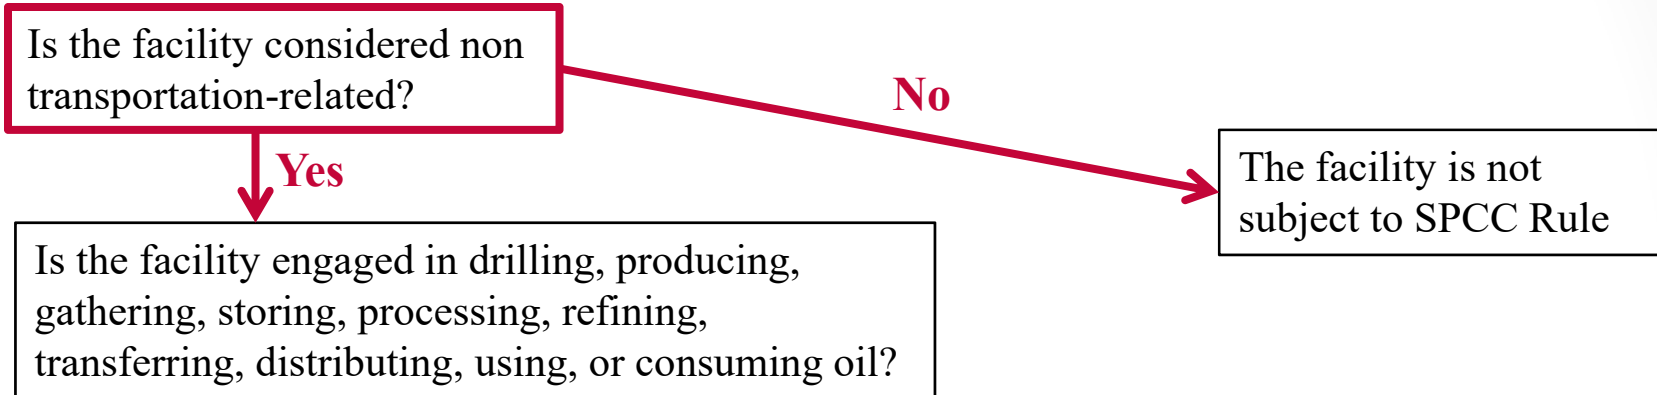 Is the facility considered non
transportation-related?
No
Yes
The facility is not
subject to SPCC Rule
Is the facility engaged in drilling, producing,
gathering, storing, processing, refining,
transferring, distributing, using, or consuming oil?